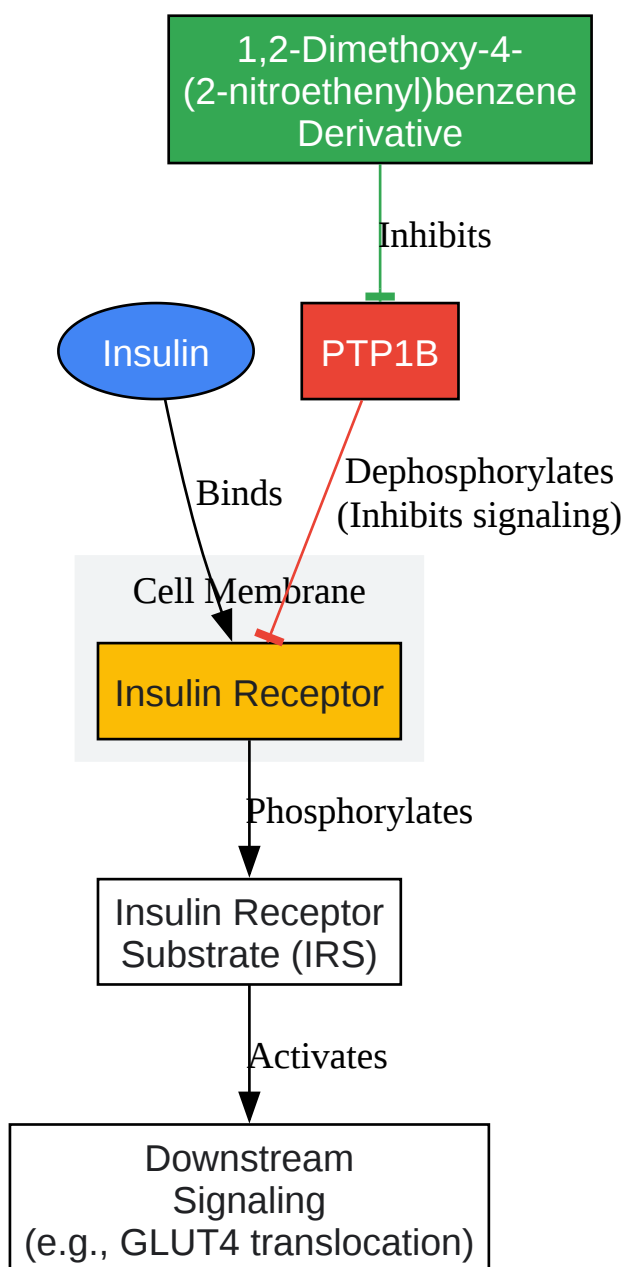 1,2-Dimethoxy-4-
(2-nitroethenyl)benzene
Derivative
Inhibits
Insulin
PTP1B
Binds
Dephosphorylates
(Inhibits signaling)
Cell Membrane
Insulin Receptor
Phosphorylates
Insulin Receptor
Substrate (IRS)
Activates
Downstream
Signaling
(e.g., GLUT4 translocation)